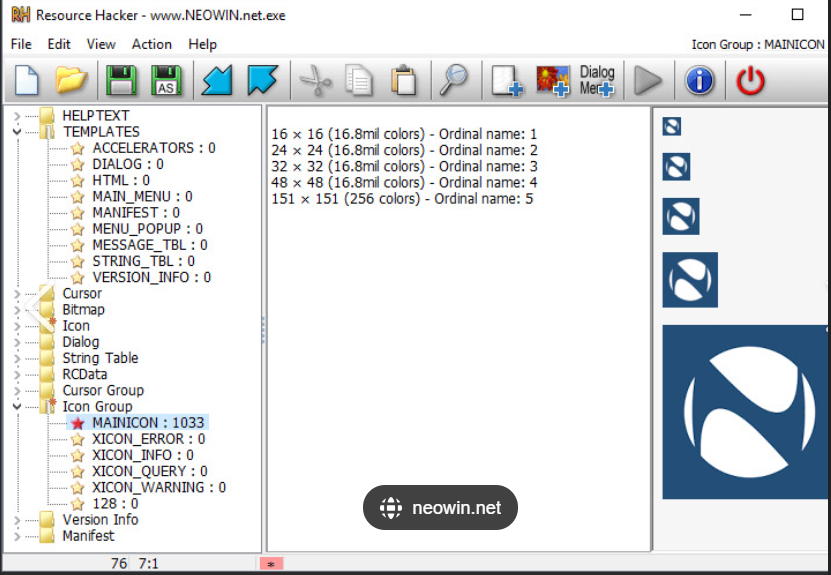 RH Resource Hacker - www.NEOWIN.net.exe
File Edit View Action Help
Icon Group : MAINICON
AS
Dialog
Men
HELPTEXT
TEMPLATES
ACCELERATORS : 0
DIALOG : 0
HTML : 0
MAIN_MENU : 0
MANIFEST : 0
MENU_POPUP : 0
MESSAGE_TBL : 0
STRING_TBL : 0
VERSION_INFO : 0
Cursor
Bitmap
Icon
Dialog
String Table
RCData
Cursor Group
Icon Group
MAINICON : 1033
XICON_ERROR : 0
XICON_INFO : 0
XICON_QUERY : 0
XICON_WARNING : 0
128 : 0
Version Info
Manifest
16 × 16 (16.8mil colors) - Ordinal name: 1
24 × 24 (16.8mil colors) - Ordinal name: 2
32 × 32 (16.8mil colors) - Ordinal name: 3
48 × 48 (16.8mil colors) - Ordinal name: 4
151 × 151 (256 colors) - Ordinal name: 5
neowin.net
76 7:1
*